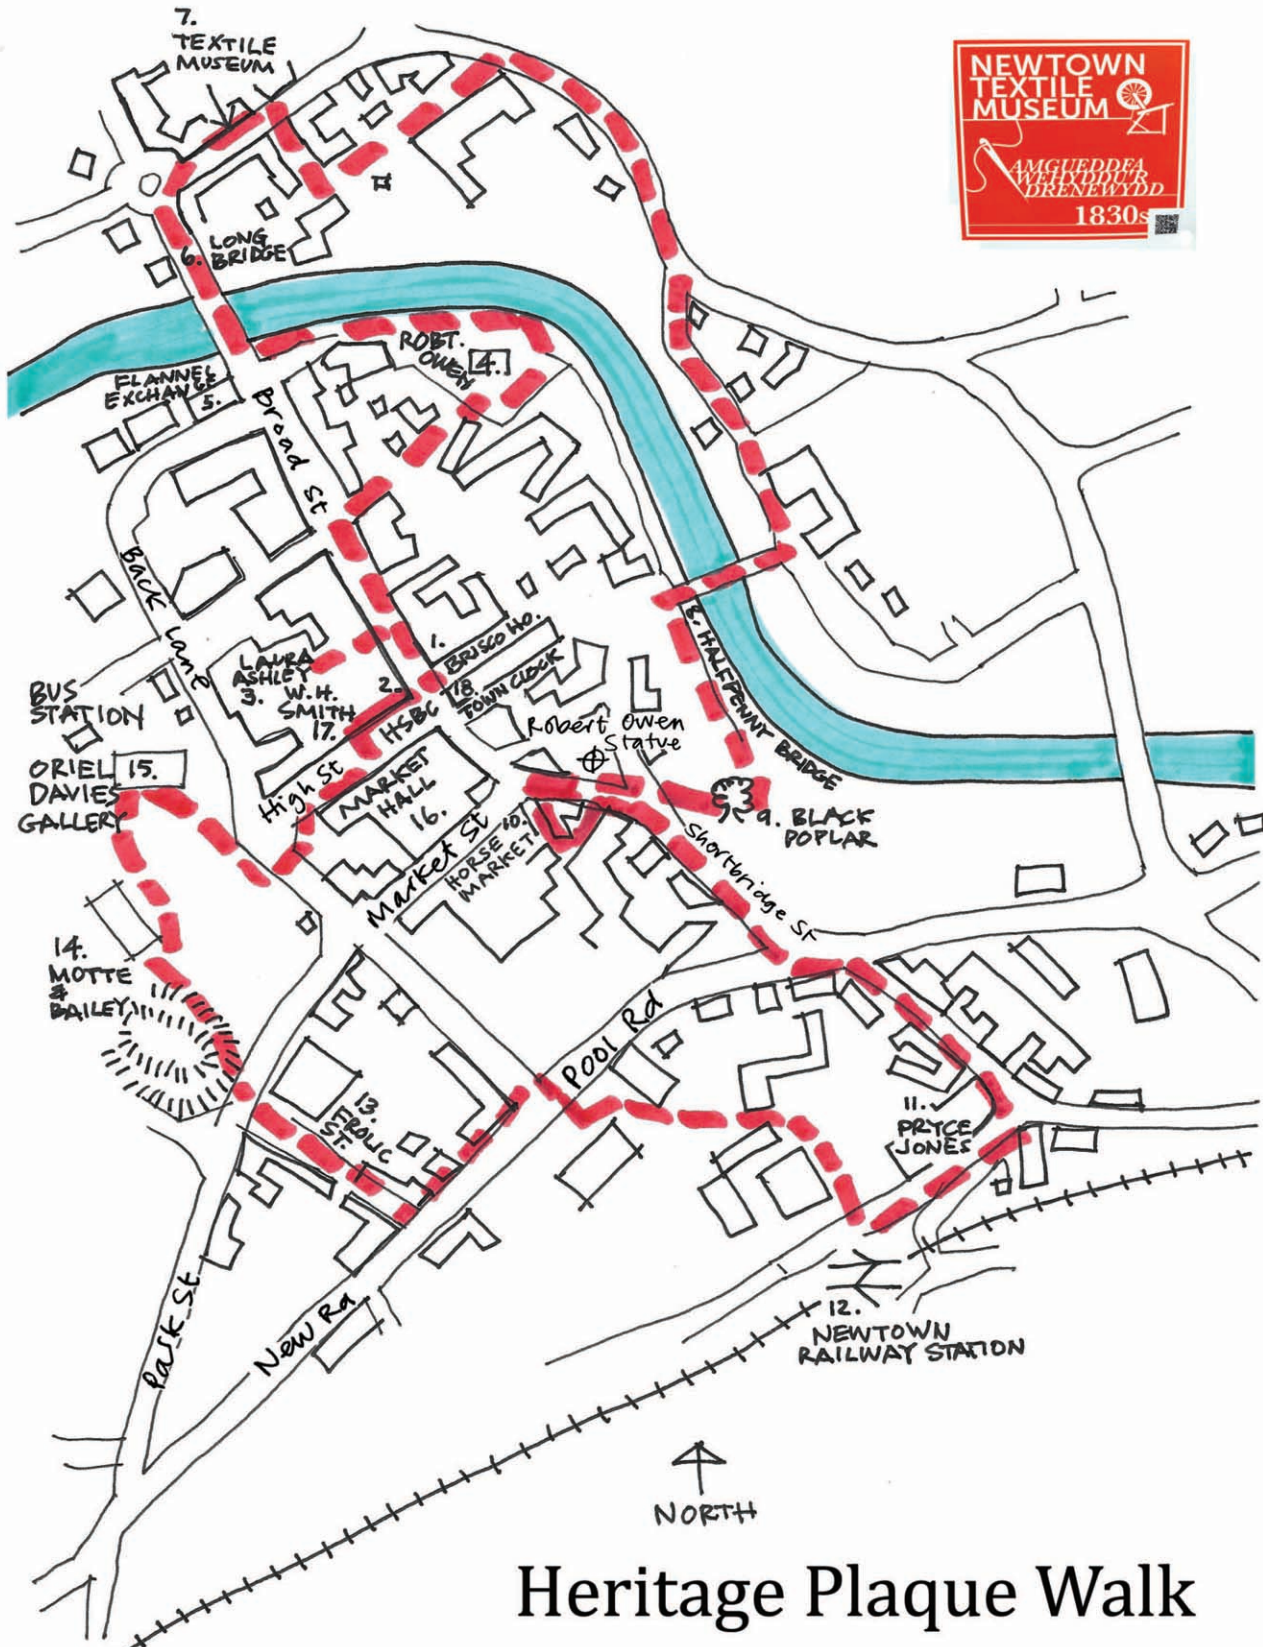 7.
TEXTILE
MUSEUM
NEWTOWN
TEXTILE
MUSEUM
AMGUEDDFA
WEHYDDU'R
DRENEWYDD
1830s
6. LONG
BRIDGE
ROBT.
OWEN 4.
FLANNEL
EXCHANGE
5.
Broad St
Back Lane
1.
BRISCO HO.
LAURA
ASHLEY
3.
2.
W.H.
SMITH
17.
HSBC
18.
TOWN CLOCK
BUS
STATION
ORIEL 15.
DAVIES
GALLERY
High St
MARKET
HALL
16.
Robert Owen
Statue
8. HALFPENNY BRIDGE
9. BLACK
POPLAR
Market St
HORSE 10.
MARKET
Shortbridge St
14.
MOTTE
&
BAILEY
Pool Rd
13.
FROLIC
ST.
11.
PRYCE
JONES
Park St
New Rd
12.
NEWTOWN
RAILWAY STATION
NORTH
Heritage Plaque Walk